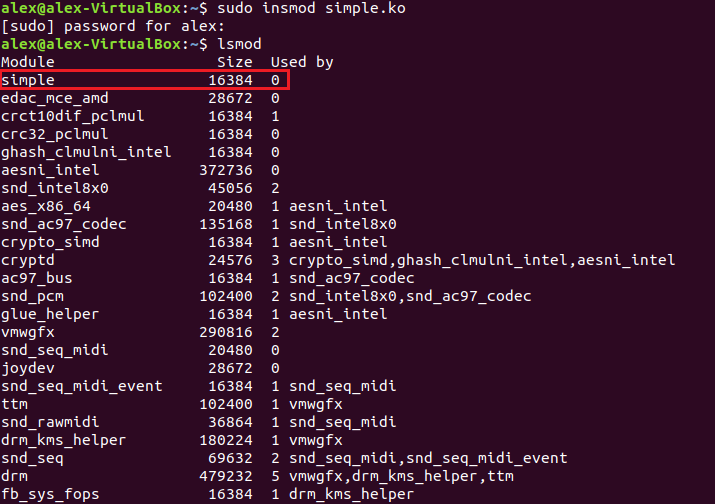 alex@alex-VirtualBox:~$ sudo insmod simple.ko
[sudo] password for alex:
alex@alex-VirtualBox:~$ lsmod
Module                  Size  Used by
simple                 16384  0
edac_mce_amd           28672  0
crct10dif_pclmul       16384  1
crc32_pclmul           16384  0
ghash_clmulni_intel    16384  0
aesni_intel           372736  0
snd_intel8x0           45056  2
aes_x86_64             20480  1 aesni_intel
snd_ac97_codec        135168  1 snd_intel8x0
crypto_simd            16384  1 aesni_intel
cryptd                 24576  3 crypto_simd,ghash_clmulni_intel,aesni_intel
ac97_bus               16384  1 snd_ac97_codec
snd_pcm               102400  2 snd_intel8x0,snd_ac97_codec
glue_helper            16384  1 aesni_intel
vmwgfx                290816  2
snd_seq_midi           20480  0
joydev                 28672  0
snd_seq_midi_event     16384  1 snd_seq_midi
ttm                   102400  1 vmwgfx
snd_rawmidi            36864  1 snd_seq_midi
drm_kms_helper        180224  1 vmwgfx
snd_seq                69632  2 snd_seq_midi,snd_seq_midi_event
drm                   479232  5 vmwgfx,drm_kms_helper,ttm
fb_sys_fops            16384  1 drm_kms_helper